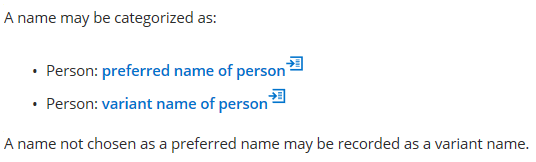 A name may be categorized as:
• Person: preferred name of person
• Person: variant name of person
A name not chosen as a preferred name may be recorded as a variant name.